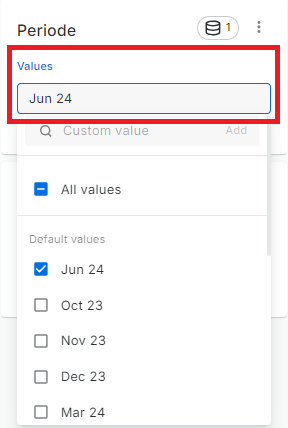 Periode
1
Values
Jun 24
Custom value
Add
All values
Default values
Jun 24
Oct 23
Nov 23
Dec 23
Mar 24